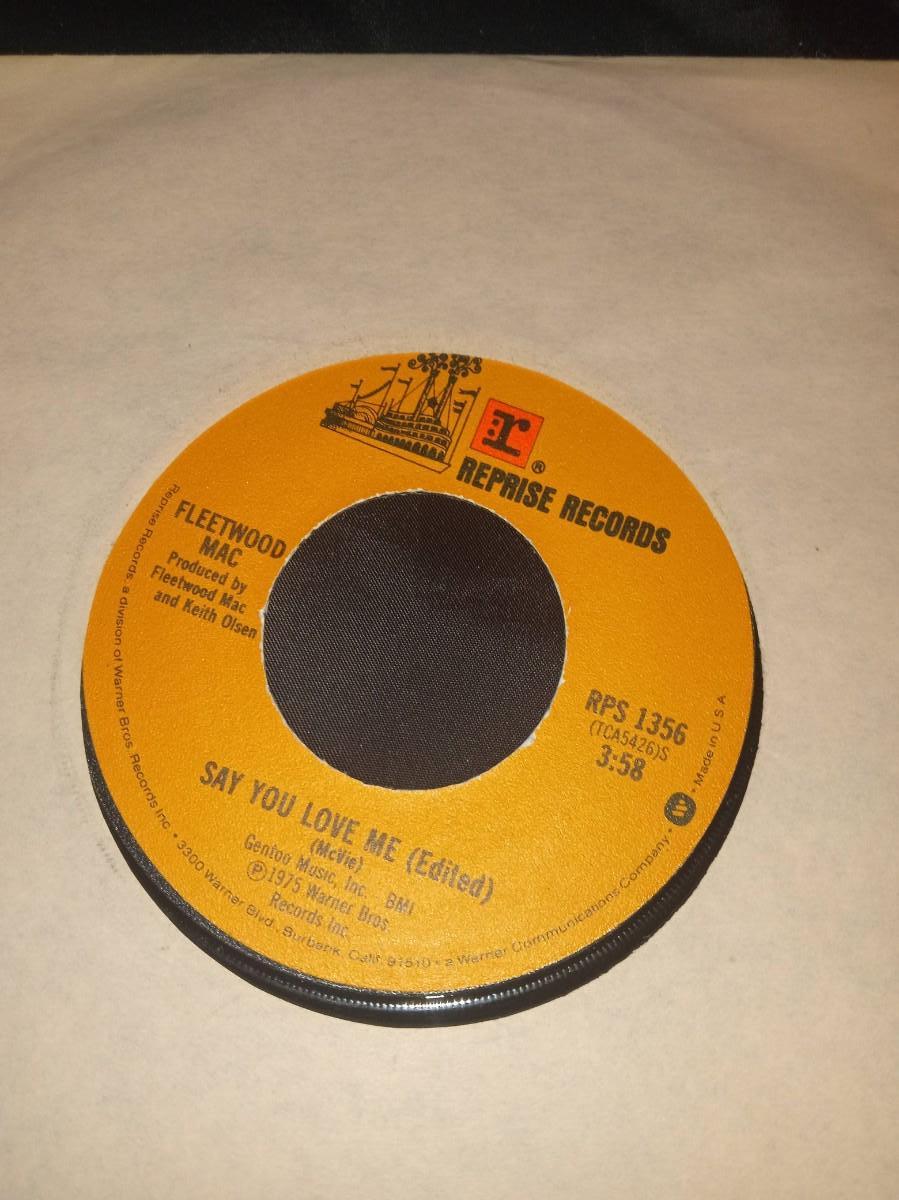 r
®
REPRISE RECORDS
FLEETWOOD
MAC
Produced by
Fleetwood Mac
and Keith Olsen
RPS 1356
(TCA5426)S
3:58
SAY YOU LOVE ME (Edited)
(McVie)
Gentoo Music, Inc. BMI
Ⓟ1975 Warner Bros.
Records Inc.
Reprise Records, a division of Warner Bros. Records Inc. • 3300 Warner Blvd., Burbank, Calif. 91510 • a Warner Communications Company • • Made in U.S.A.